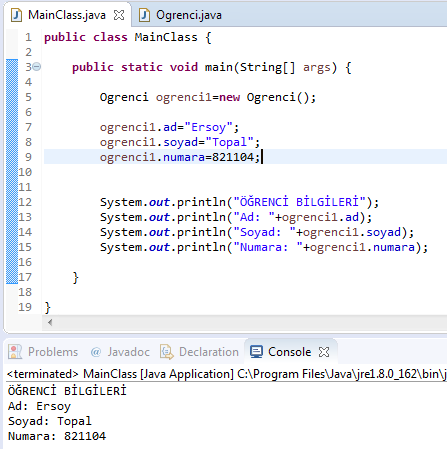 MainClass.java Ogrenci.java
1 public class MainClass {
2
3 public static void main(String[] args) {
4
5 Ogrenci ogrenci1=new Ogrenci();
6
7 ogrenci1.ad="Ersoy";
8 ogrenci1.soyad="Topal";
9 ogrenci1.numara=821104;
10
11
12 System.out.println("ÖĞRENCİ BİLGİLERİ");
13 System.out.println("Ad: "+ogrenci1.ad);
14 System.out.println("Soyad: "+ogrenci1.soyad);
15 System.out.println("Numara: "+ogrenci1.numara);
16
17 }
18
19 }
Problems @ Javadoc Declaration Console
<terminated> MainClass [Java Application] C:\Program Files\Java\jre1.8.0_162\bin\j
ÖĞRENCİ BİLGİLERİ
Ad: Ersoy
Soyad: Topal
Numara: 821104